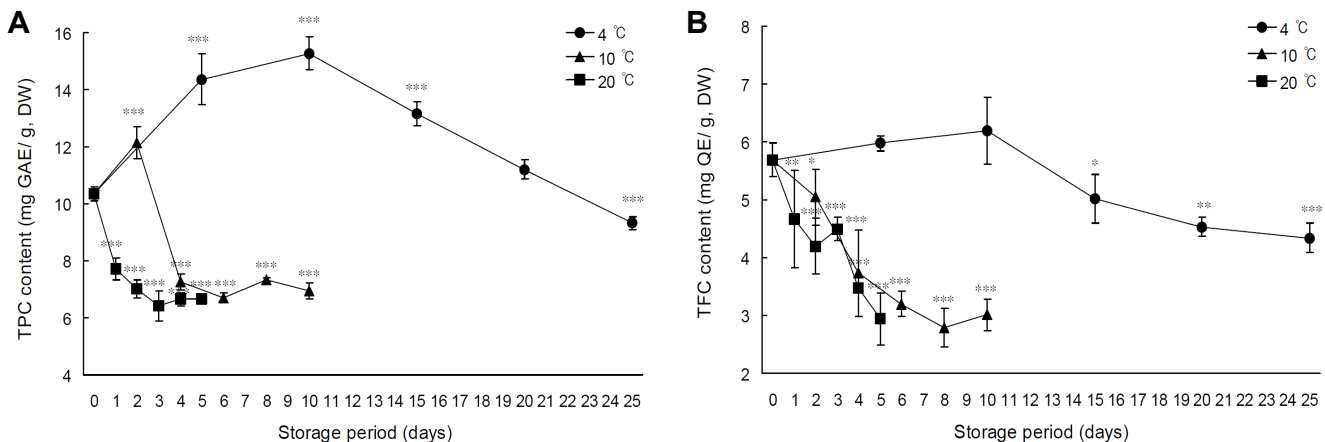 A
TPC content (mg GAE/ g, DW)
16
14
12
10
8
6
4
*** *** *** *** ***
*** *** *** *** *** *** *** *** *** ***
4 ℃
10 ℃
20 ℃
0 1 2 3 4 5 6 7 8 9 10 11 12 13 14 15 16 17 18 19 20 21 22 23 24 25
Storage period (days)
B
TFC content (mg QE/ g, DW)
8
7
6
5
4
3
2
** * * ** ***
*** *** *** *** *** *** *** ***
4 ℃
10 ℃
20 ℃
0 1 2 3 4 5 6 7 8 9 10 11 12 13 14 15 16 17 18 19 20 21 22 23 24 25
Storage period (days)